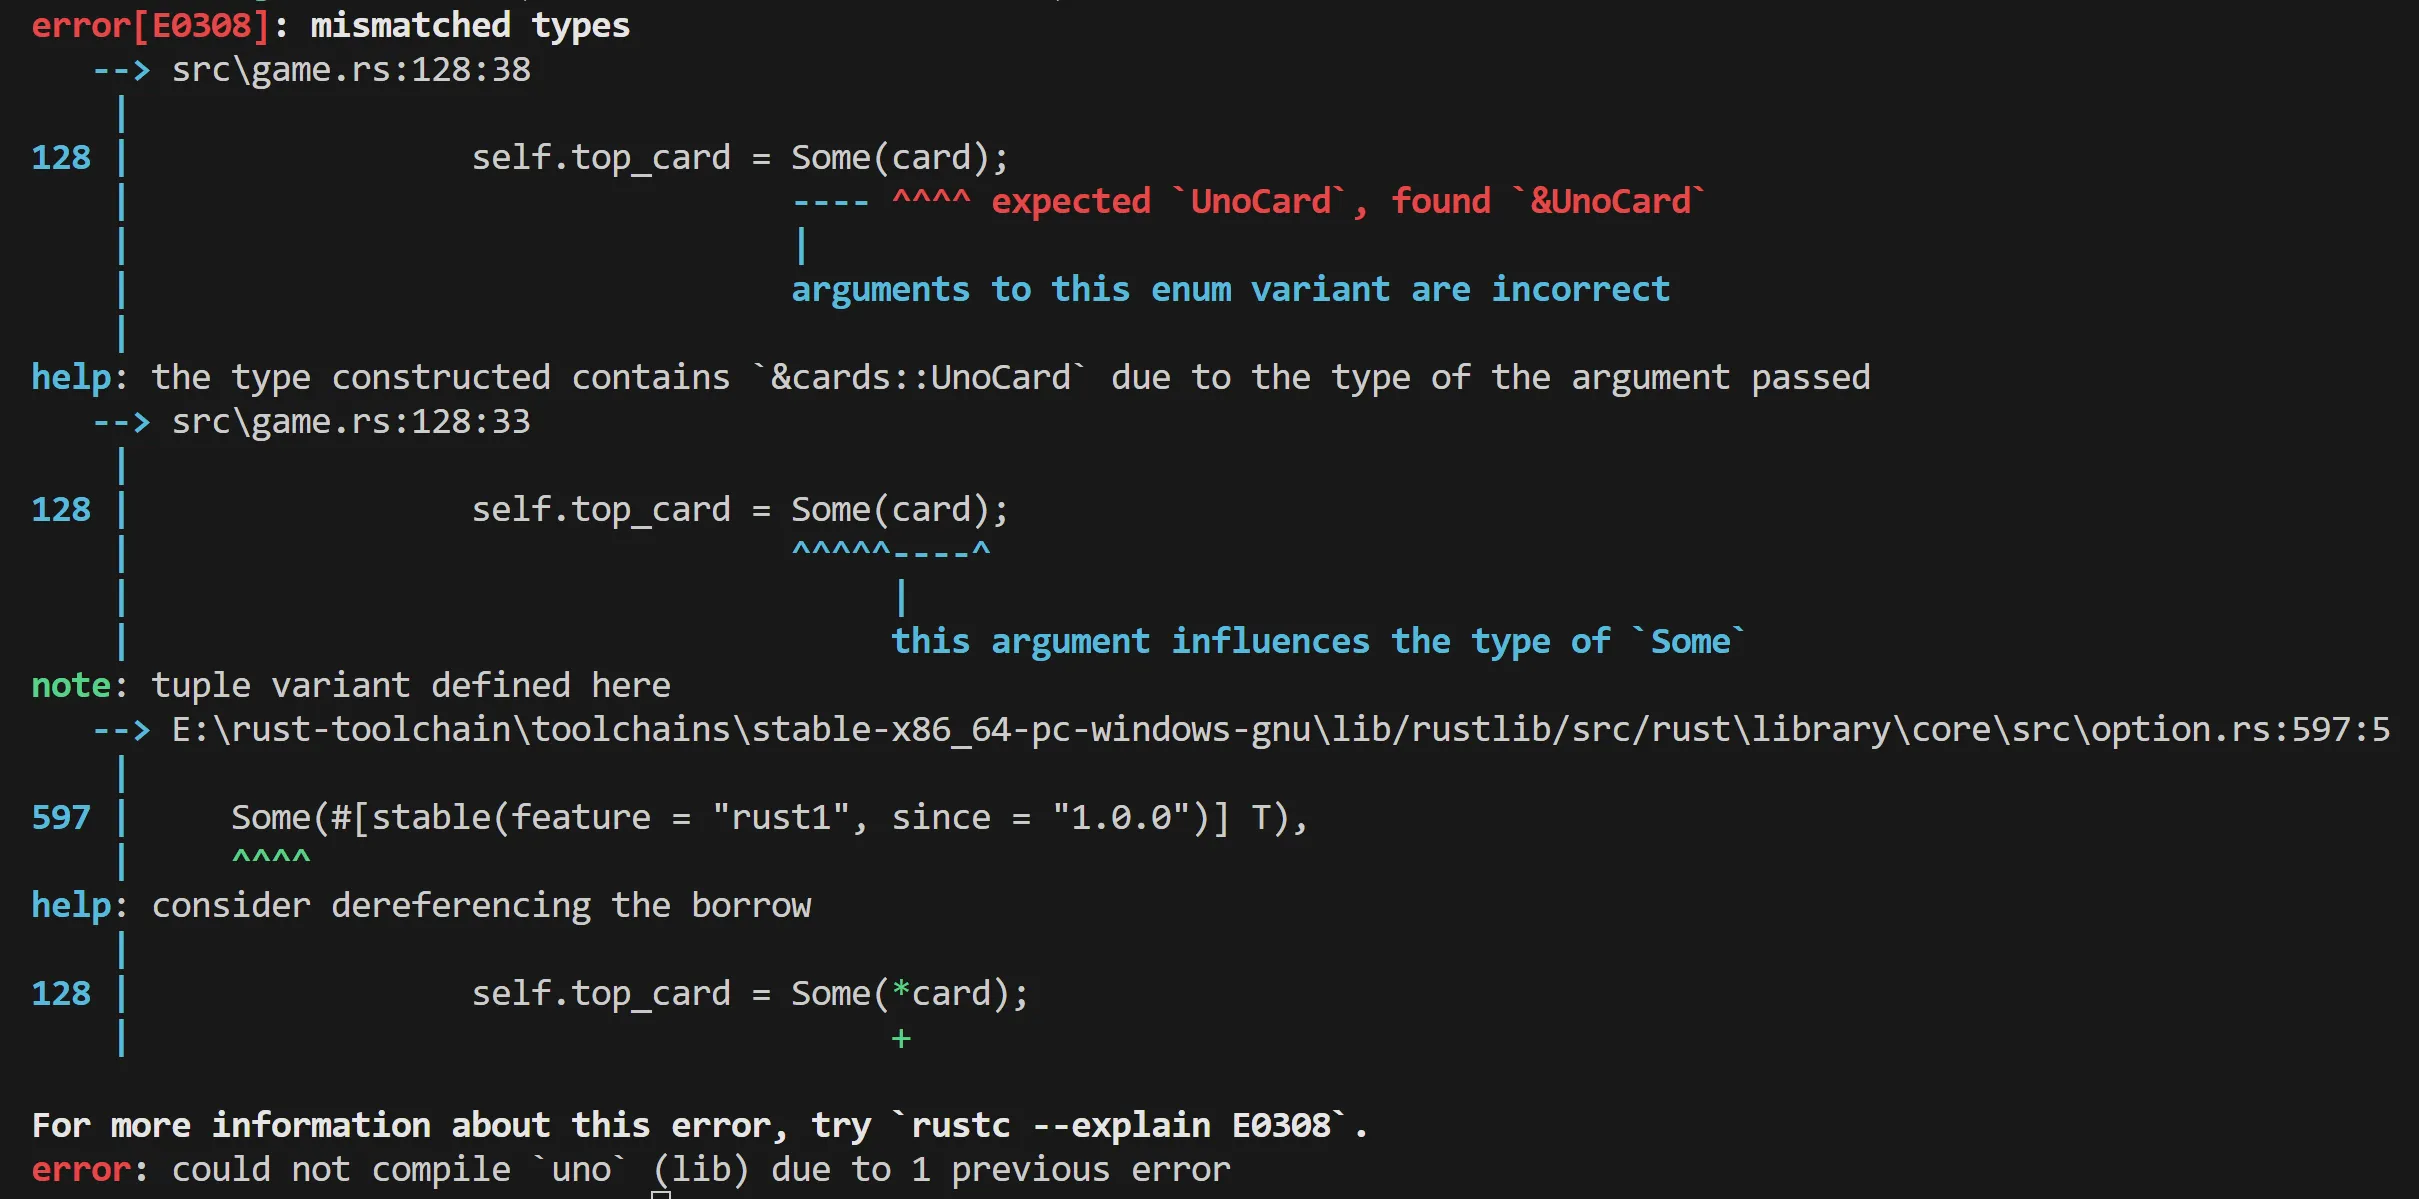 error[E0308]: mismatched types
   --> src\game.rs:128:38
    |
128 |                 self.top_card = Some(card);
    |                                 ---- ^^^^ expected `UnoCard`, found `&UnoCard`
    |                                 |
    |                                 arguments to this enum variant are incorrect
    |
help: the type constructed contains `&cards::UnoCard` due to the type of the argument passed
   --> src\game.rs:128:33
    |
128 |                 self.top_card = Some(card);
    |                                 ^^^^^----^
    |                                      |
    |                                      this argument influences the type of `Some`
note: tuple variant defined here
   --> E:\rust-toolchain\toolchains\stable-x86_64-pc-windows-gnu\lib/rustlib/src/rust\library\core\src\option.rs:597:5
    |
597 |     Some(#[stable(feature = "rust1", since = "1.0.0")] T),
    |     ^^^^
help: consider dereferencing the borrow
    |
128 |                 self.top_card = Some(*card);
    |                                      +

For more information about this error, try `rustc --explain E0308`.
error: could not compile `uno` (lib) due to 1 previous error